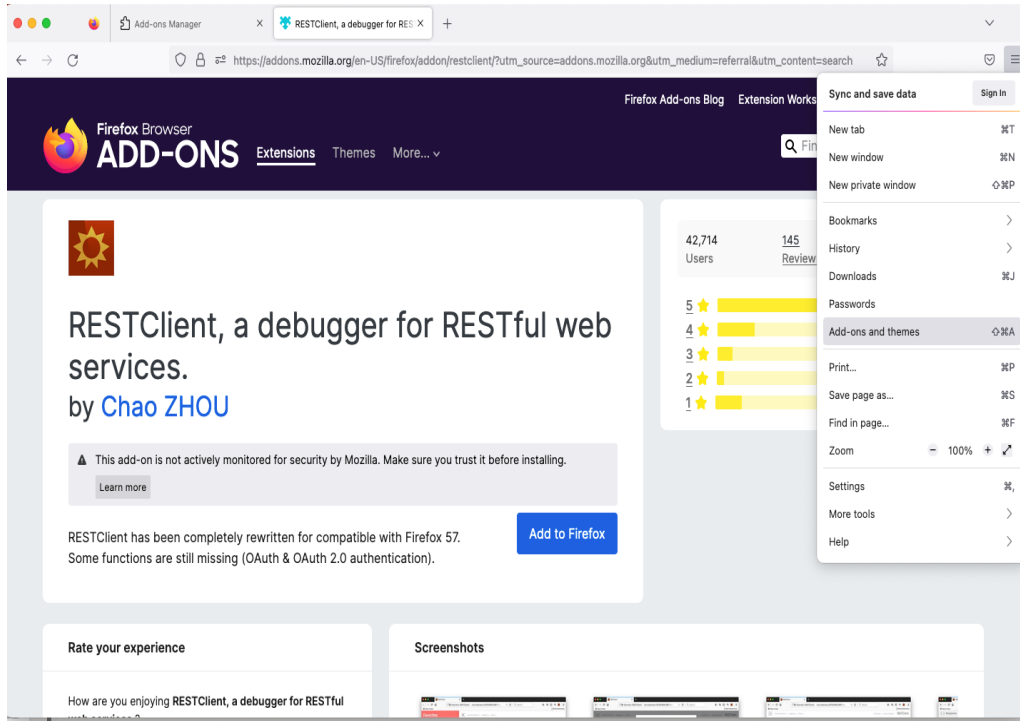 Add-ons Manager
RESTClient, a debugger for RES
https://addons.mozilla.org/en-US/firefox/addon/restclient/?utm_source=addons.mozilla.org&utm_medium=referral&utm_content=search
Firefox Add-ons Blog Extension Works
Firefox Browser
ADD-ONS
Extensions Themes More...
Fin
Sync and save data Sign In
New tab ⌘T
New window ⌘N
New private window ⇧⌘P
Bookmarks
History
Downloads ⌘J
Passwords
Add-ons and themes ⇧⌘A
Print... ⌘P
Save page as... ⌘S
Find in page... ⌘F
Zoom − 100% +
Settings ⌘,
More tools
Help
RESTClient, a debugger for RESTful web
services.
by Chao ZHOU
This add-on is not actively monitored for security by Mozilla. Make sure you trust it before installing.
Learn more
RESTClient has been completely rewritten for compatible with Firefox 57.
Some functions are still missing (OAuth & OAuth 2.0 authentication).
Add to Firefox
42,714 145
Users Review
5
4
3
2
1
Rate your experience
How are you enjoying RESTClient, a debugger for RESTful
Screenshots